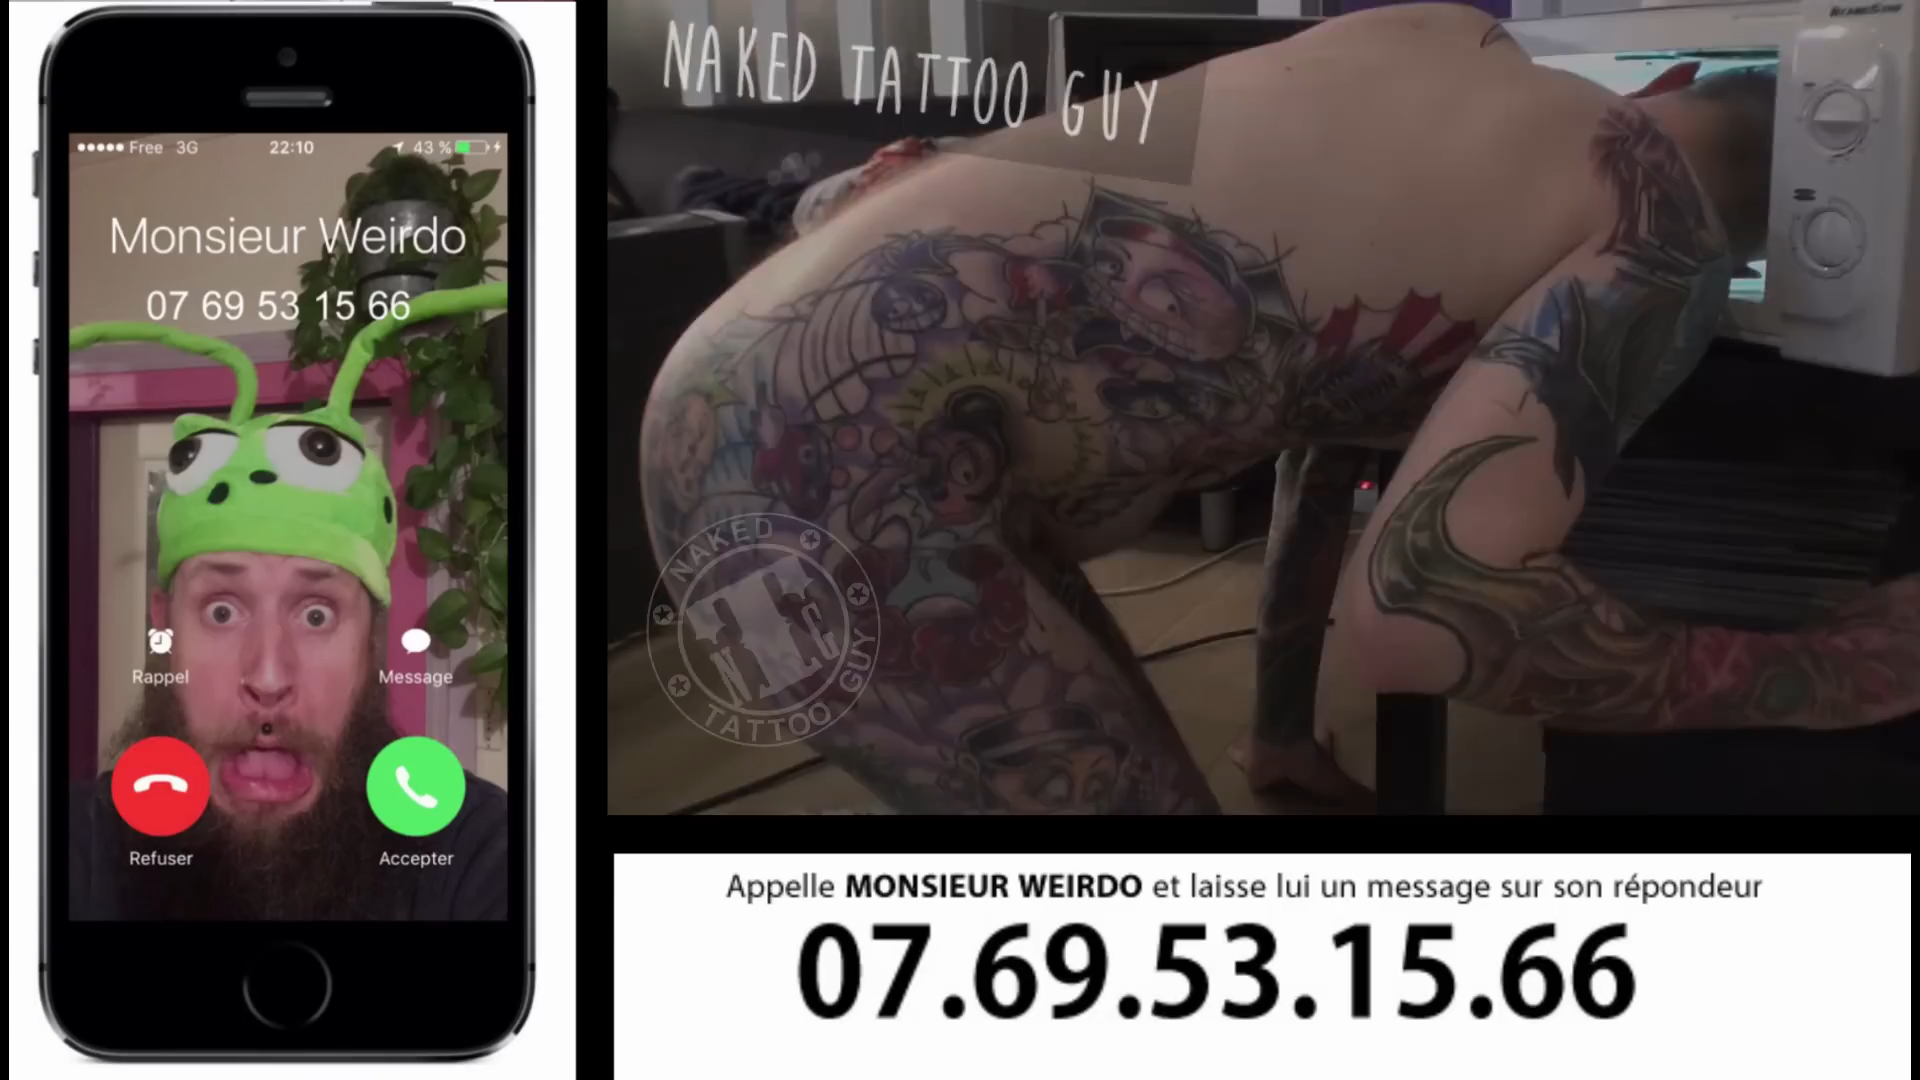 Free 3G 22:10 43 %
Monsieur Weirdo
07 69 53 15 66
Rappel Message
Refuser Accepter
NAKED TATTOO GUY
NAKED TATTOO GUY
NTG
Appelle MONSIEUR WEIRDO et laisse lui un message sur son répondeur
07.69.53.15.66